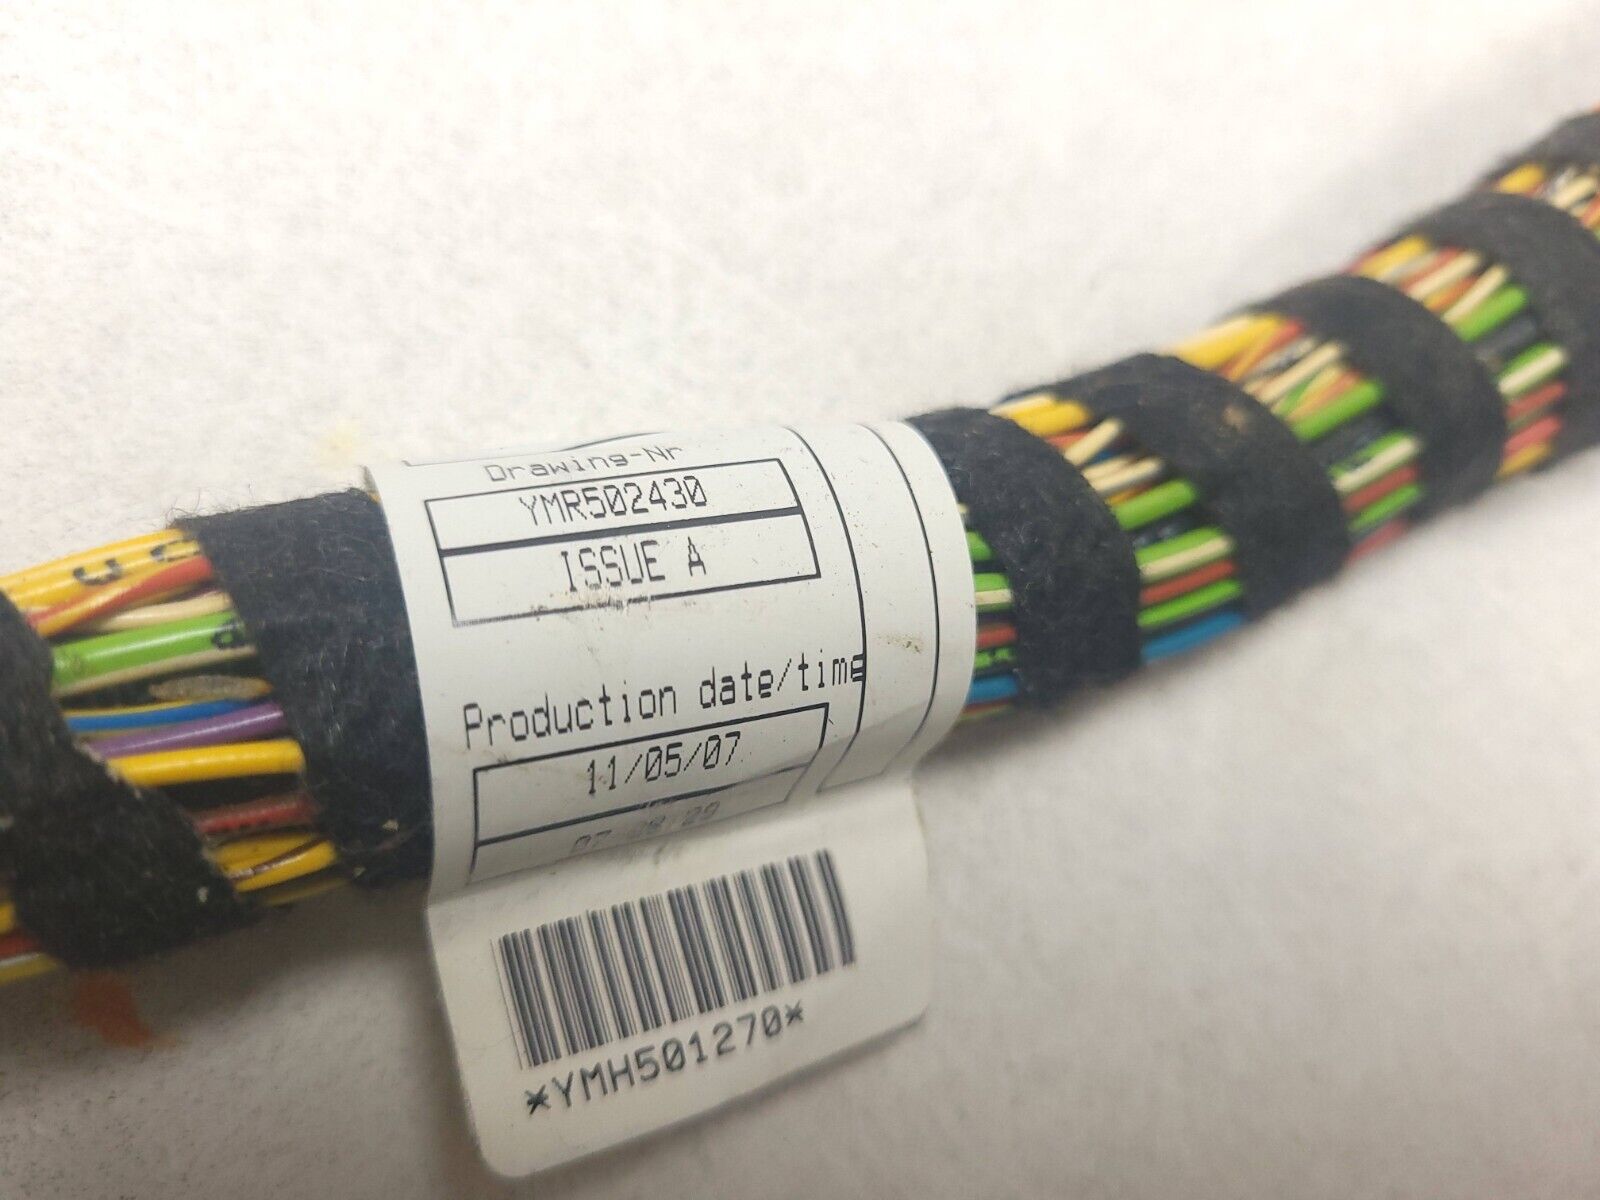 Drawing-Nr
YMR502430
ISSUE A
Production date/time
11/05/07
*YMH501270*